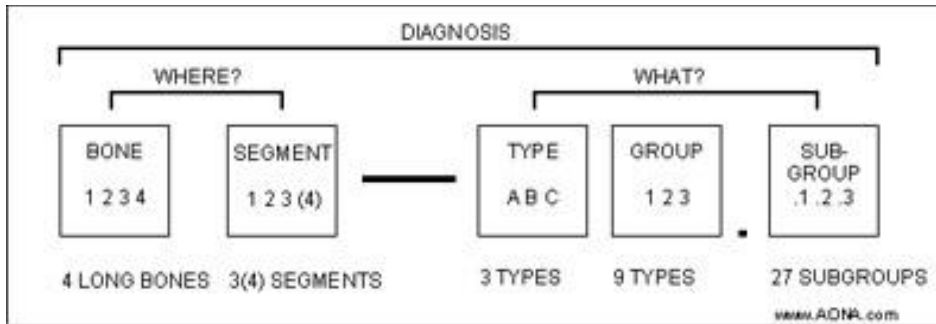 DIAGNOSIS
WHERE? WHAT?
BONE SEGMENT TYPE GROUP SUB-
GROUP
1 2 3 4 1 2 3 (4) A B C 1 2 3 .1 .2 .3
4 LONG BONES 3(4) SEGMENTS 3 TYPES 9 TYPES 27 SUBGROUPS
www.AONA.com